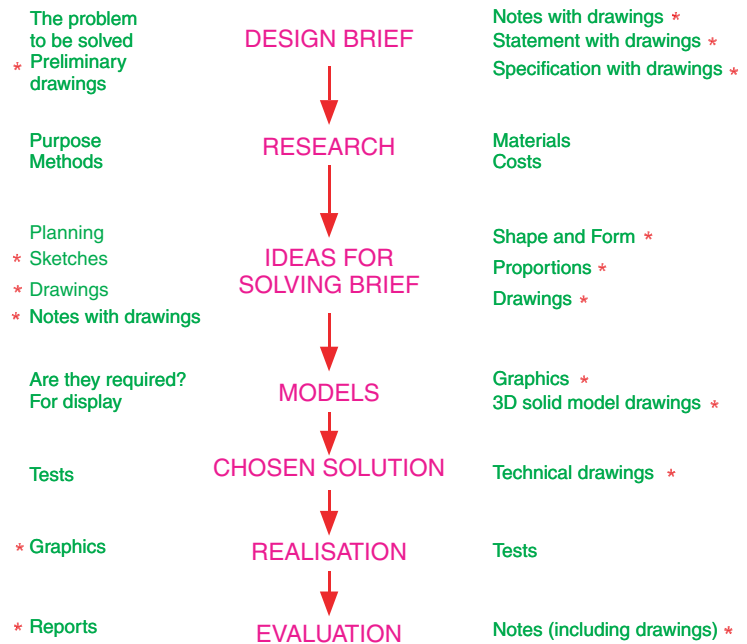 The problem
to be solved
* Preliminary
drawings
DESIGN BRIEF
Notes with drawings *
Statement with drawings *
Specification with drawings *
Purpose
Methods
RESEARCH
Materials
Costs
Planning
* Sketches
* Drawings
* Notes with drawings
IDEAS FOR
SOLVING BRIEF
Shape and Form *
Proportions *
Drawings *
Are they required?
For display
MODELS
Graphics *
3D solid model drawings *
Tests
CHOSEN SOLUTION
Technical drawings *
* Graphics
REALISATION
Tests
* Reports
EVALUATION
Notes (including drawings) *